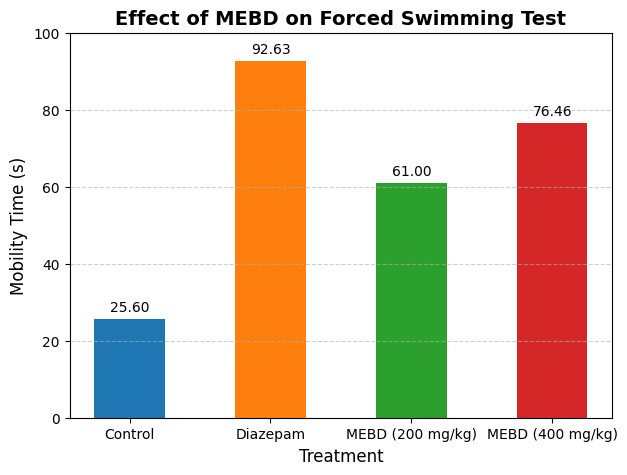 Effect of MEBD on Forced Swimming Test
Mobility Time (s)
100
80
60
40
20
0
25.60
92.63
61.00
76.46
Control
Diazepam
MEBD (200 mg/kg)
MEBD (400 mg/kg)
Treatment